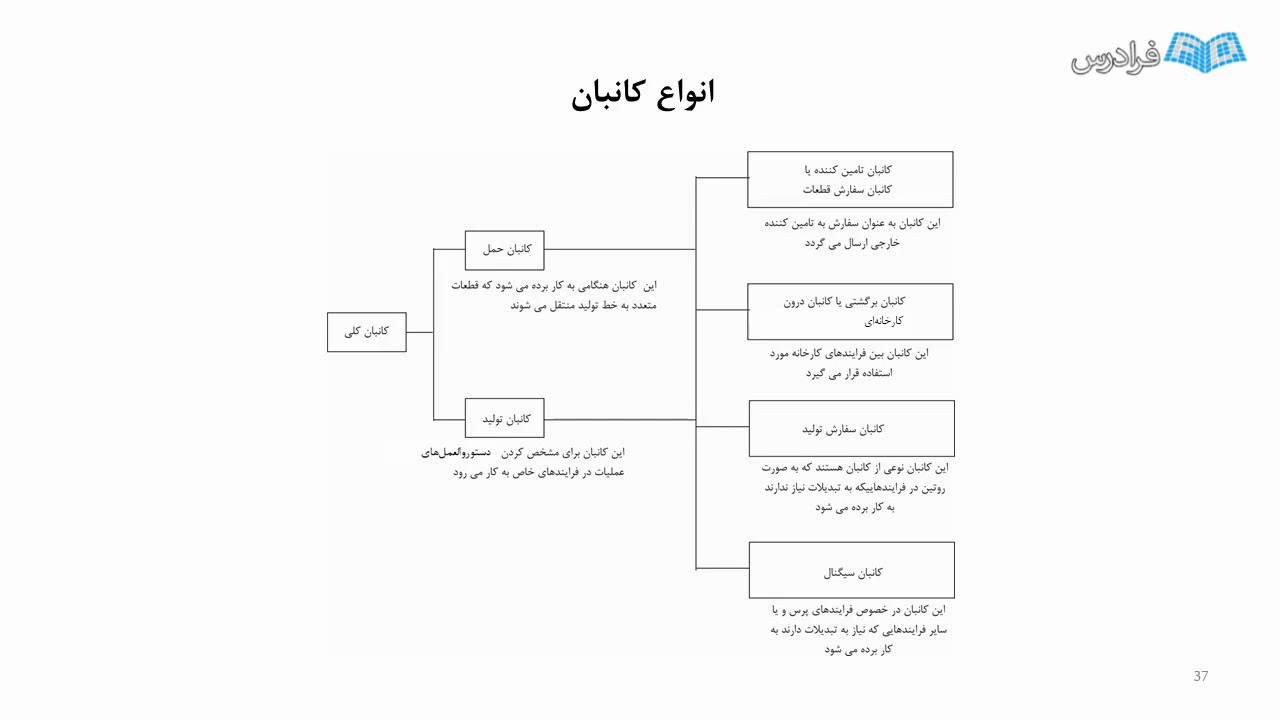 فرادرس
انواع کانبان
کانبان کلی
کانبان حمل
این کانبان هنگامی به کار برده می شود که قطعات
متعدد به خط تولید منتقل می شوند
کانبان تولید
این کانبان برای مشخص کردن دستوروالعمل‌های
عملیات در فرایندهای خاص به کار می رود
کانبان تامین کننده یا
کانبان سفارش قطعات
این کانبان به عنوان سفارش به تامین کننده
خارجی ارسال می گردد
کانبان برگشتی یا کانبان درون
کارخانه‌ای
این کانبان بین فرایندهای کارخانه مورد
استفاده قرار می گیرد
کانبان سفارش تولید
این کانبان نوعی از کانبان هستند که به صورت
روتین در فرایندهاییکه به تبدیلات نیاز ندارند
به کار برده می شود
کانبان سیگنال
این کانبان در خصوص فرایندهای پرس و یا
سایر فرایندهایی که نیاز به تبدیلات دارند به
کار برده می شود
37